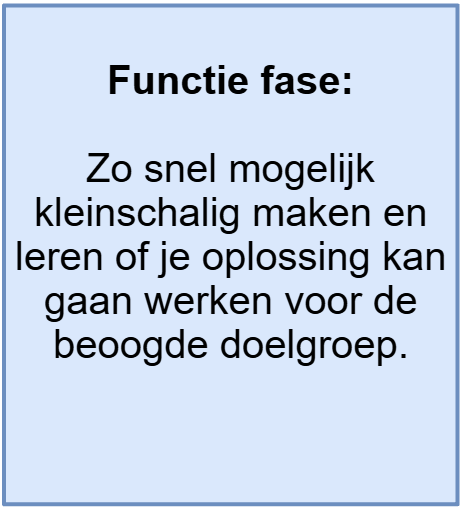 Functie fase:
Zo snel mogelijk
kleinschalig maken en
leren of je oplossing kan
gaan werken voor de
beoogde doelgroep.